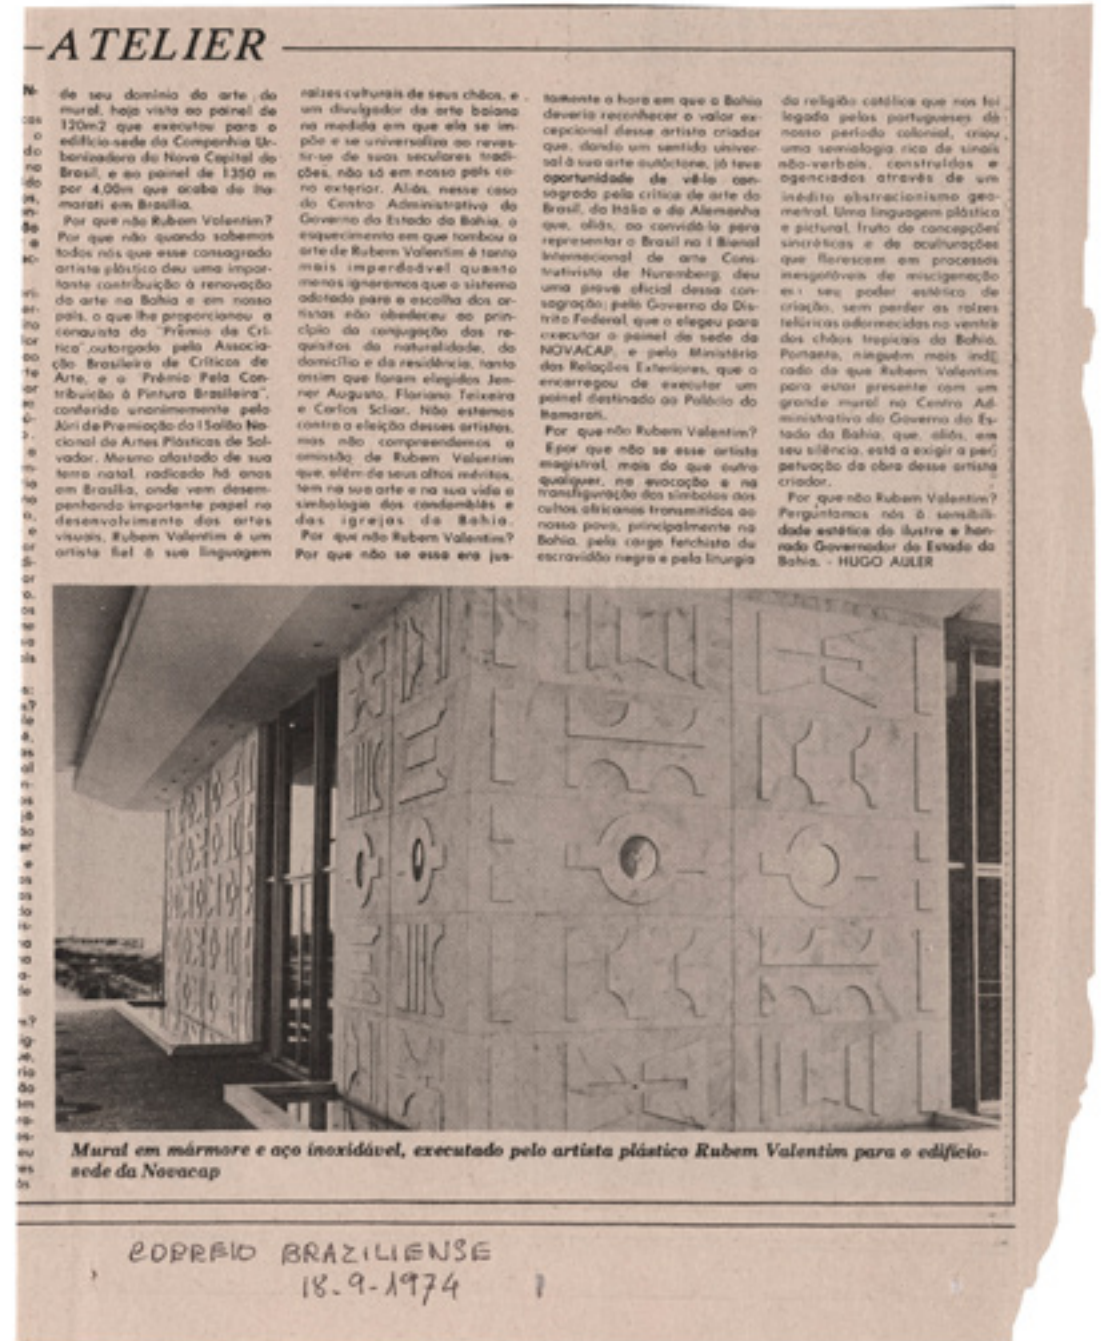 ATELIER
de seu domínio da arte do
mural, haja vista ao painel de
120m2 que executou para o
edifício-sede da Companhia Ur-
banizadora da Nova Capital do
Brasil, e ao painel de 1350 m
por 4,00m que acaba do Ita-
marati em Brasília.
Por que não Rubem Valentim?
Por que não quando sabemos
todos nós que esse consagrado
artista plástico deu uma impor-
tante contribuição à renovação
da arte na Bahia e em nosso
país, o que lhe proporcionou a
conquista do "Prêmio da Crí-
tica", outorgado pela Associa-
ção Brasileira de Críticos de
Arte, e o "Prêmio Pela Con-
tribuição à Pintura Brasileira",
conferido unanimemente pelo
Júri de Premiação do I Salão Na-
cional de Artes Plásticas de Sal-
vador. Mesmo afastado de sua
terra natal, radicado há anos
em Brasília, onde vem desem-
penhando importante papel no
desenvolvimento das artes
visuais, Rubem Valentim é um
artista fiel à sua linguagem
raízes culturais de seus chãos, e
um divulgador da arte baiana
na medida em que ela se im-
põe e se universaliza ao reves-
tir-se de suas seculares tradi-
ções, não só em nosso país co-
no exterior. Aliás, nesse caso
do Centro Administrativo do
Governo do Estado da Bahia, o
esquecimento em que tombou a
arte de Rubem Valentim é tanto
mais imperdoável quanto
menos ignoramos que o sistema
adotado para a escolha dos ar-
tistas não obedeceu ao prin-
cípio da conjugação dos re-
quisitos da naturalidade, do
domicílio e da residência, tanto
assim que foram elegidos Jen-
ner Augusto, Floriano Teixeira
e Carlos Scliar. Não estamos
contra a eleição desses artistas,
mas não compreendemos a
omissão de Rubem Valentim
que, além de seus altos méritos,
tem na sua arte e na sua vida a
simbologia dos condomblés e
das igrejas da Bahia.
Por que não Rubem Valentim?
Por que não se essa era jus-
tamente a hora em que a Bahia
deveria reconhecer o valor ex-
cepcional desse artista criador
que, dando um sentido univer-
sal à sua arte autóctone, já teve
oportunidade de vê-la con-
sagrada pela crítica de arte do
Brasil, da Itália e da Alemanha
que, aliás, ao convidá-lo para
representar o Brasil na I Bienal
Internacional de arte Cons-
trutivista de Nuremberg, deu
uma prova oficial dessa con-
sagração; pelo Governo do Dis-
trito Federal, que o elegeu para
executar o painel da sede da
NOVACAP, e pelo Ministério
das Relações Exteriores, que o
encarregou de executar um
painel destinado ao Palácio do
Itamarati.
Por que não Rubem Valentim?
E por que não se esse artista
magistral, mais do que outro
qualquer, na evocação e na
transfiguração dos símbolos dos
cultos africanos transmitidos ao
nosso povo, principalmente na
Bahia, pela carga fetichista da
escravidão negra e pela liturgia
da religião católica que nos foi
legada pelos portugueses de
nosso período colonial, criou
uma semiologia rica de sinais
não-verbais, construídos e
agenciados através de um
inédito abstracionismo geo-
metral. Uma linguagem plástica
e pictural, fruto de concepções
sincréticas e de aculturações
que florescem em processos
inesgotáveis de miscigenação
em seu poder estético de
criação, sem perder as raízes
telúricas adormecidas no ventre
dos chãos tropicais da Bahia.
Portanto, ninguém mais indi-
cado do que Rubem Valentim
para estar presente com um
grande mural no Centro Ad-
ministrativo do Governo do Es-
tado da Bahia, que, aliás, em
seu silêncio, está a exigir a per-
petuação da obra desse artista
criador.
Por que não Rubem Valentim?
Perguntamos nós à sensibili-
dade estética do ilustre e hon-
rado Governador do Estado da
Bahia. - HUGO AULER
Mural em mármore e aço inoxidável, executado pelo artista plástico Rubem Valentim para o edifício-
sede da Novacap
CORREIO BRAZILIENSE
18-9-1974